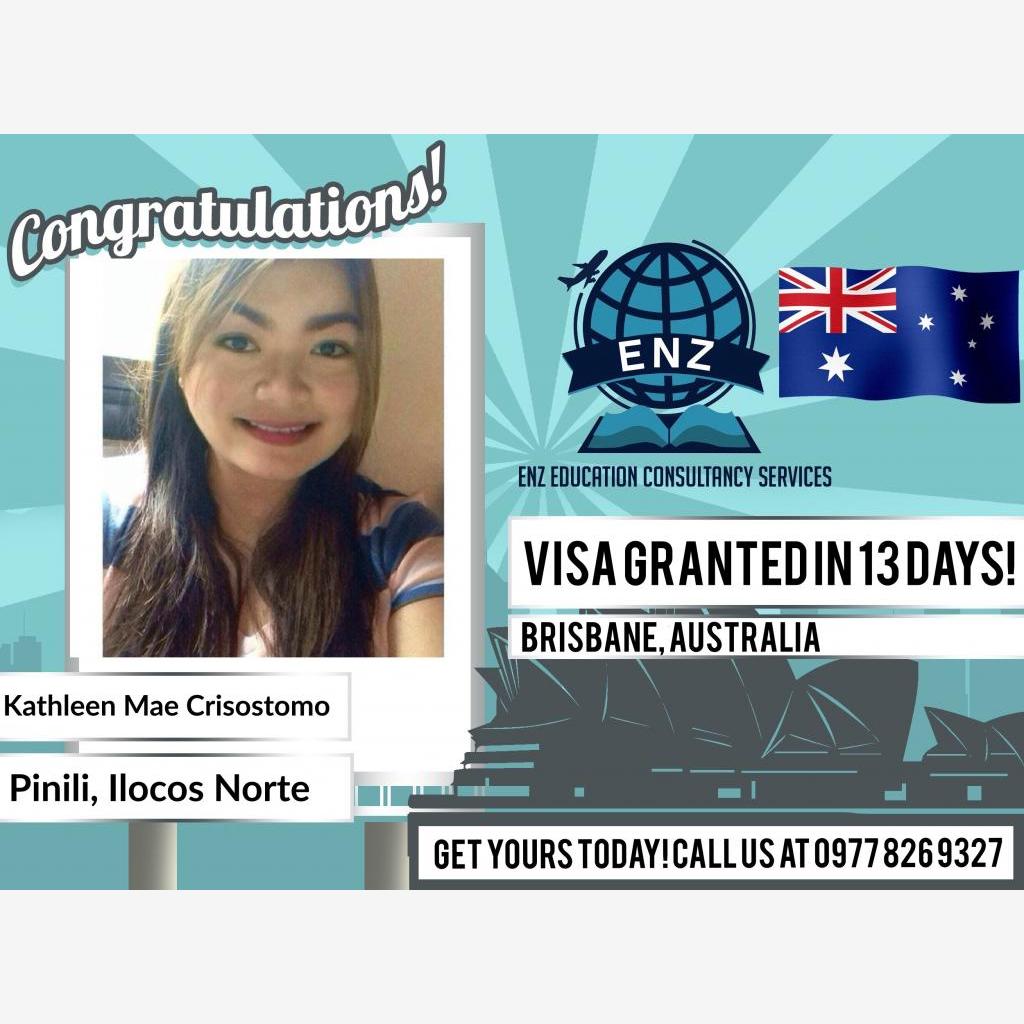 Congratulations!
ENZ
ENZ EDUCATION CONSULTANCY SERVICES
VISA GRANTED IN 13 DAYS!
BRISBANE, AUSTRALIA
Kathleen Mae Crisostomo
Pinili, Ilocos Norte
GET YOURS TODAY! CALL US AT 0977 826 9327